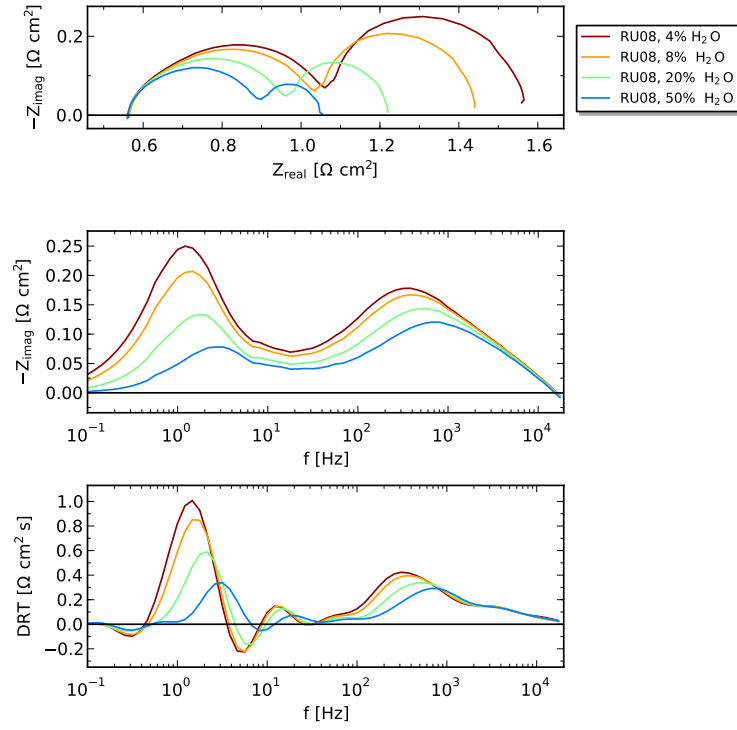 0.2
0.0
−Z_imag [Ω cm²]
0.6 0.8 1.0 1.2 1.4 1.6
Z_real [Ω cm²]
RU08, 4% H₂O
RU08, 8% H₂O
RU08, 20% H₂O
RU08, 50% H₂O
0.25
0.20
0.15
0.10
0.05
0.00
−Z_imag [Ω cm²]
10⁻¹ 10⁰ 10¹ 10² 10³ 10⁴
f [Hz]
1.0
0.8
0.6
0.4
0.2
0.0
−0.2
DRT [Ω cm² s]
10⁻¹ 10⁰ 10¹ 10² 10³ 10⁴
f [Hz]